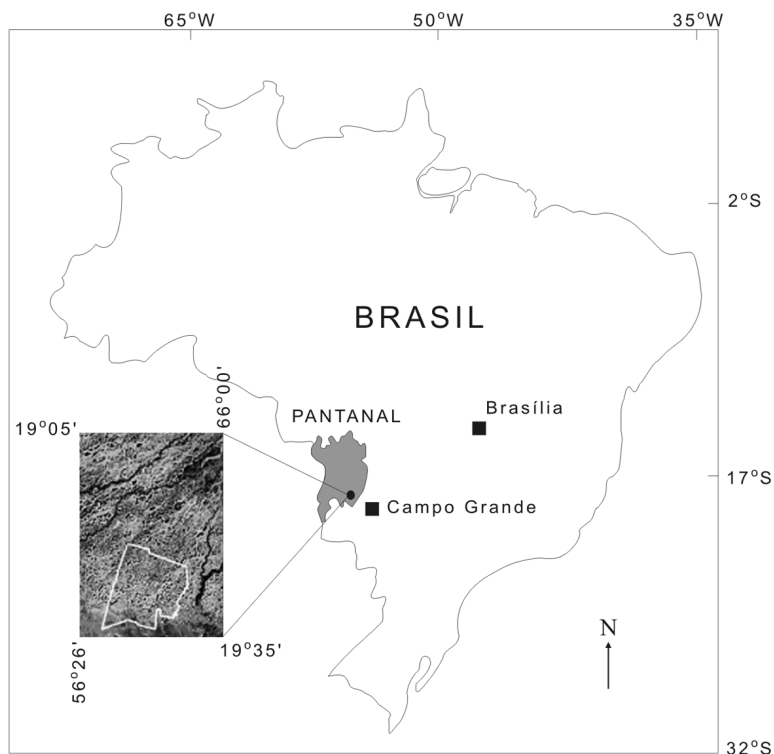 65°W 50°W 35°W
2°S
BRASIL
66°00'
Brasília
PANTANAL
19°05'
17°S
Campo Grande
N
19°35'
56°26'
32°S